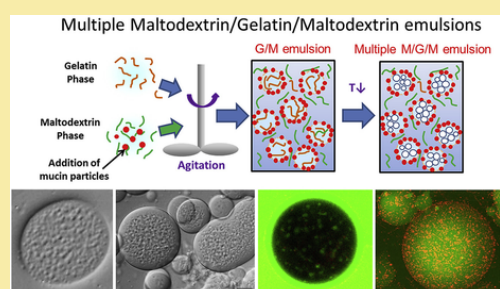 Multiple Maltodextrin/Gelatin/Maltodextrin emulsions
Gelatin
Phase
Maltodextrin
Phase
Addition of
mucin particles
Agitation
G/M emulsion
T↓
Multiple M/G/M emulsion